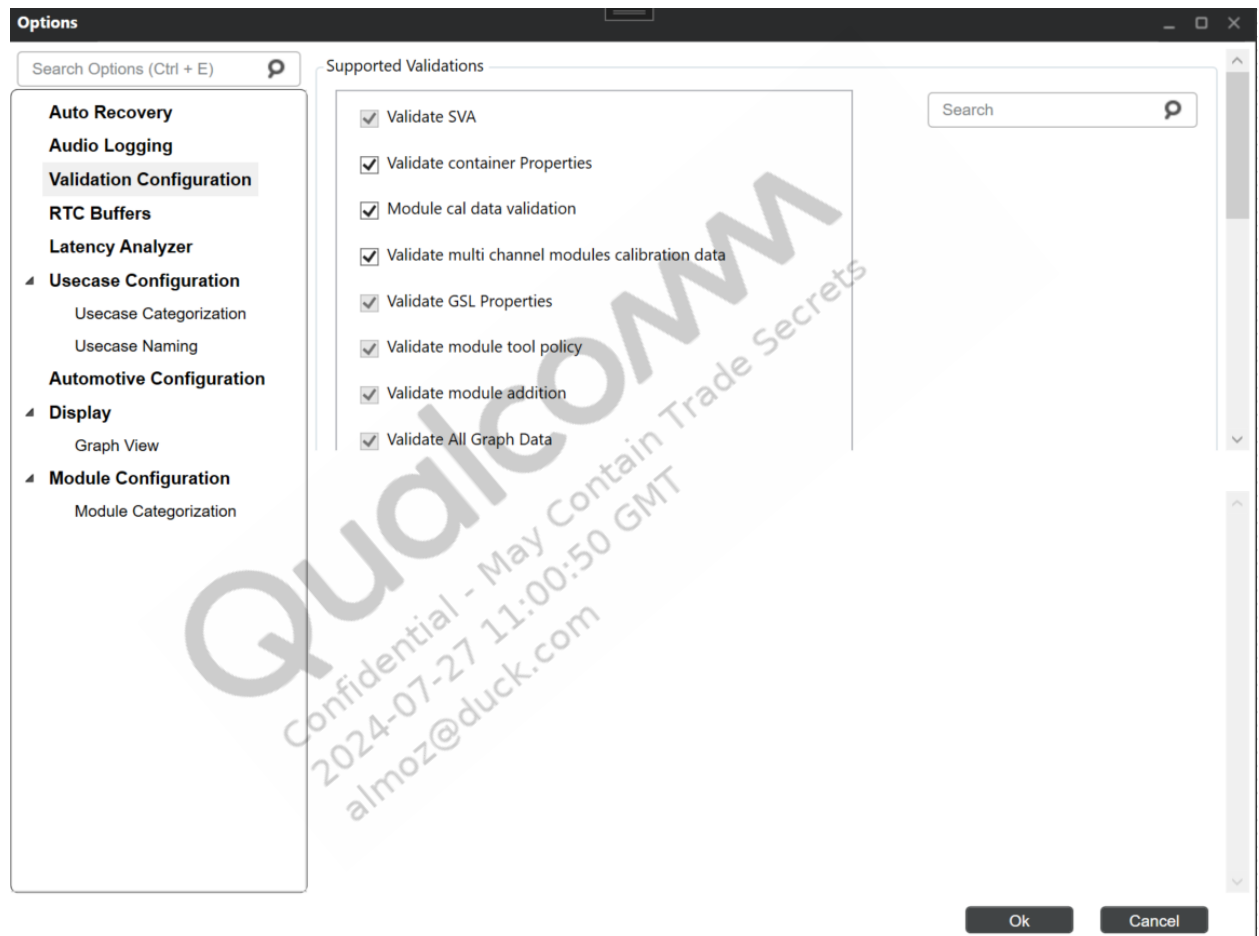 Options
Search Options (Ctrl + E)
Auto Recovery
Audio Logging
Validation Configuration
RTC Buffers
Latency Analyzer
Usecase Configuration
Usecase Categorization
Usecase Naming
Automotive Configuration
Display
Graph View
Module Configuration
Module Categorization
Supported Validations
Search
Validate SVA
Validate container Properties
Module cal data validation
Validate multi channel modules calibration data
Validate GSL Properties
Validate module tool policy
Validate module addition
Validate All Graph Data
Qualcomm
Confidential - May Contain Trade Secrets
2024-07-27 11:00:50 GMT
almoz@duck.com
Ok
Cancel